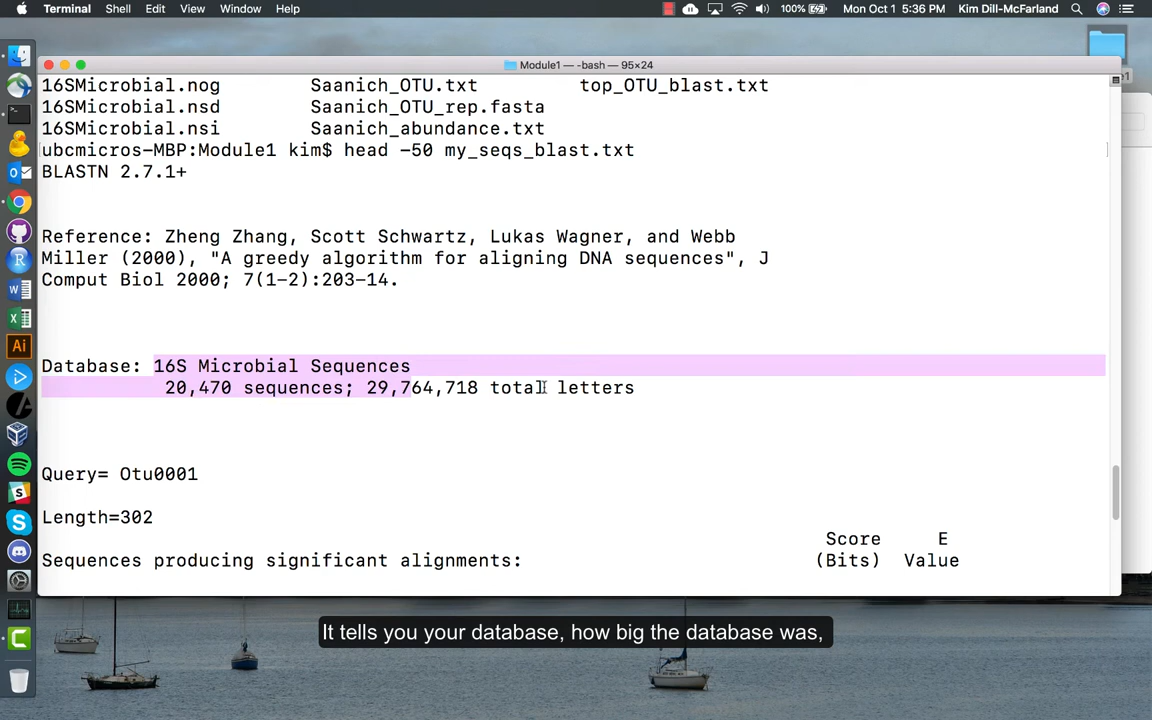 Terminal Shell Edit View Window Help 100% Mon Oct 1 5:36 PM Kim Dill-McFarland
Module1 — -bash — 95×24
16SMicrobial.nog Saanich_OTU.txt top_OTU_blast.txt
16SMicrobial.nsd Saanich_OTU_rep.fasta
16SMicrobial.nsi Saanich_abundance.txt
ubcmicros-MBP:Module1 kim$ head -50 my_seqs_blast.txt
BLASTN 2.7.1+
Reference: Zheng Zhang, Scott Schwartz, Lukas Wagner, and Webb
Miller (2000), "A greedy algorithm for aligning DNA sequences", J
Comput Biol 2000; 7(1-2):203-14.
Database: 16S Microbial Sequences
20,470 sequences; 29,764,718 total letters
Query= Otu0001
Length=302
Score E
Sequences producing significant alignments: (Bits) Value
It tells you your database, how big the database was,